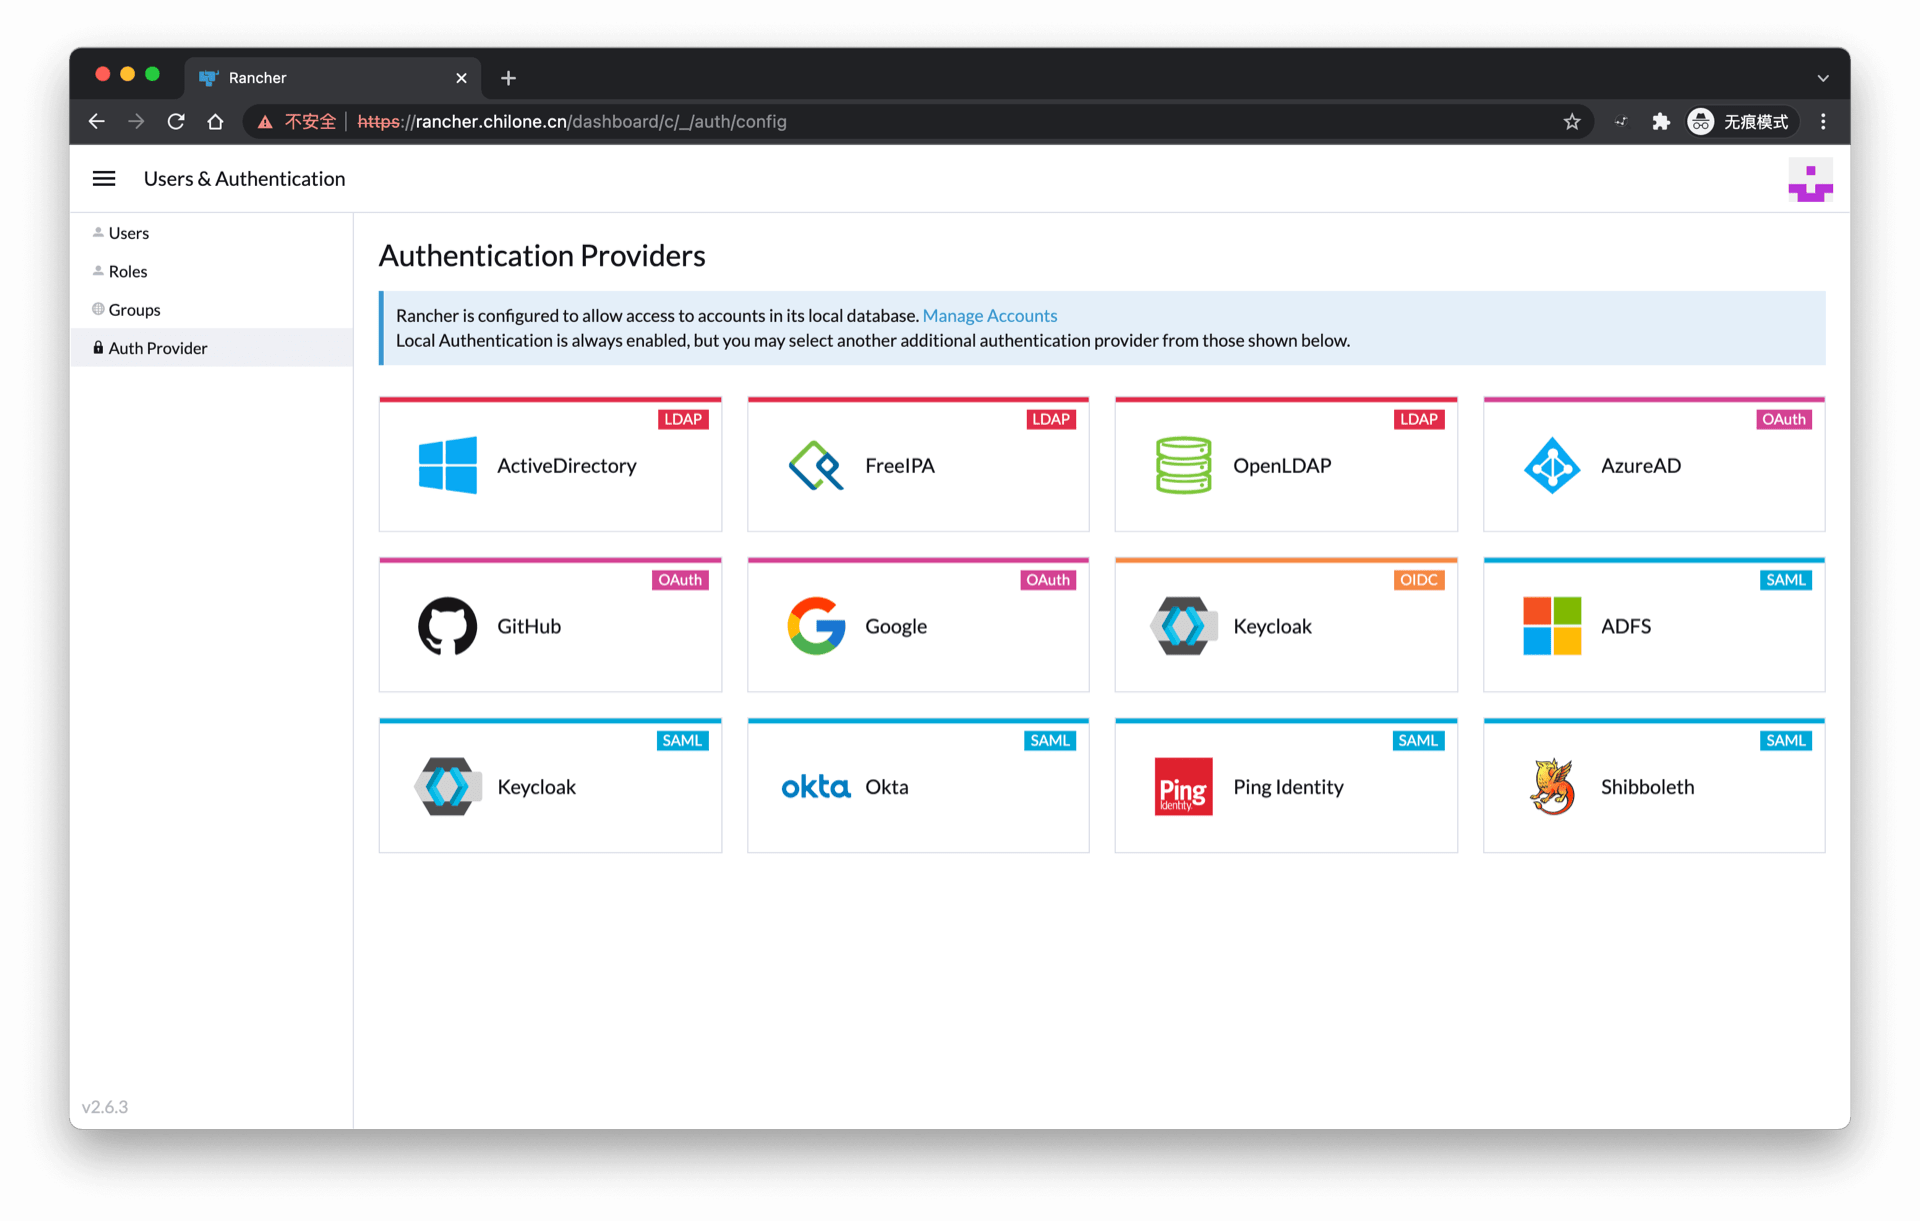 Rancher
不安全 https://rancher.chilone.cn/dashboard/c/_/auth/config 无痕模式
Users & Authentication
Users
Roles
Groups
Auth Provider
Authentication Providers
Rancher is configured to allow access to accounts in its local database. Manage Accounts
Local Authentication is always enabled, but you may select another additional authentication provider from those shown below.
LDAP
ActiveDirectory
LDAP
FreeIPA
LDAP
OpenLDAP
OAuth
AzureAD
OAuth
GitHub
OAuth
Google
OIDC
Keycloak
SAML
ADFS
SAML
Keycloak
SAML
okta Okta
SAML
Ping
Identity
Ping Identity
SAML
Shibboleth
v2.6.3